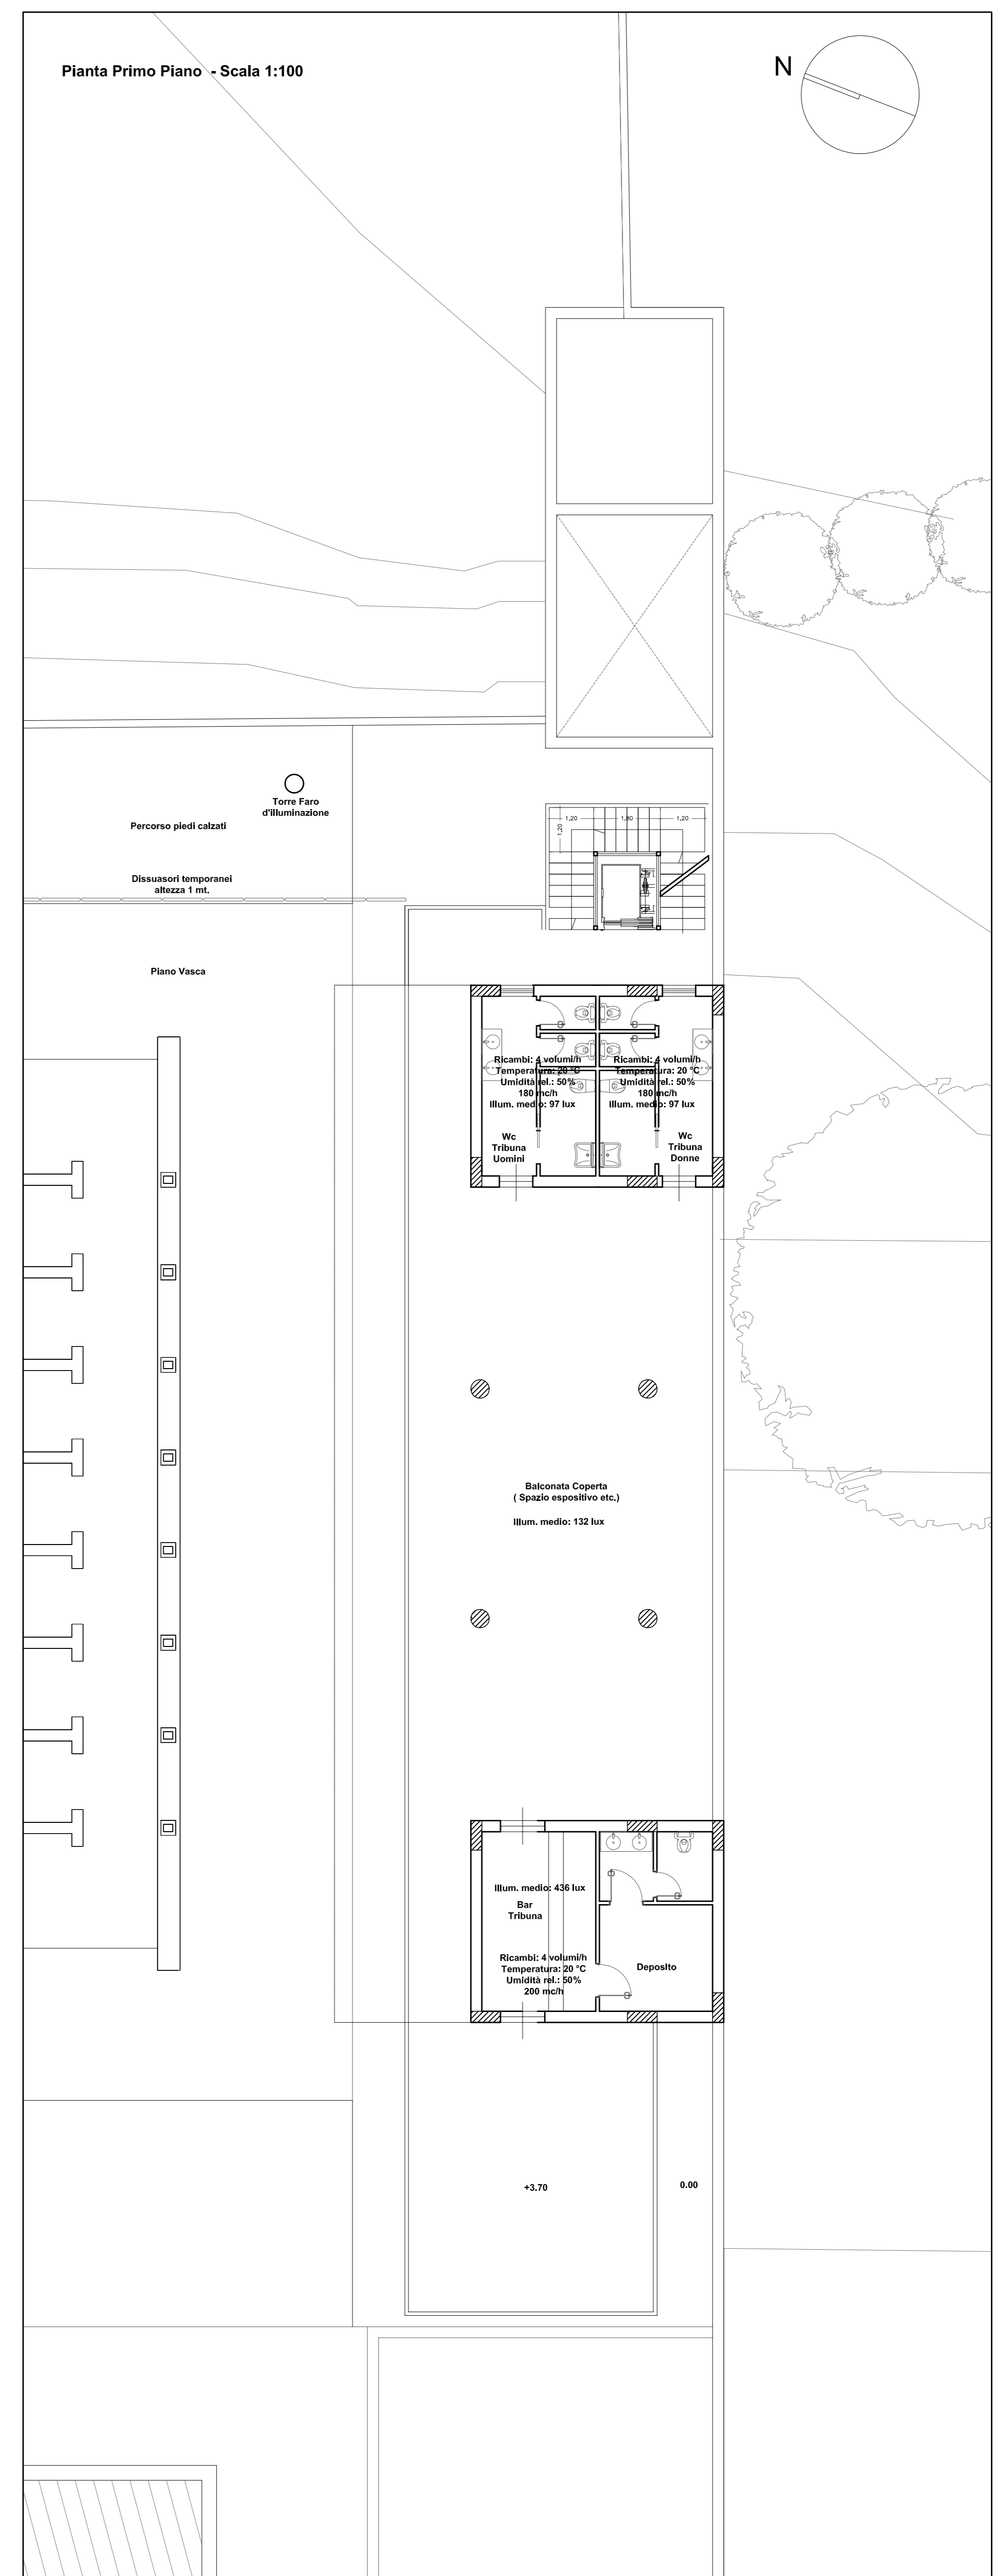 Pianta Primo Piano - Scala 1:100
N
Torre Faro
d'illuminazione
Percorso piedi calzati
1,20
1,80
1,20
1,20
Dissuasori temporanei
altezza 1 mt.
Piano Vasca
Ricambi: 4 volumi/h
Temperatura: 20 °C
Umidità rel.: 50%
180 mc/h
Illum. medio: 97 lux
Wc
Tribuna
Uomini
Ricambi: 4 volumi/h
Temperatura: 20 °C
Umidità rel.: 50%
180 mc/h
Illum. medio: 97 lux
Wc
Tribuna
Donne
Balconata Coperta
( Spazio espositivo etc.)
Illum. medio: 132 lux
Illum. medio: 436 lux
Bar
Tribuna
Ricambi: 4 volumi/h
Temperatura: 20 °C
Umidità rel.: 50%
200 mc/h
Deposito
+3.70
0.00